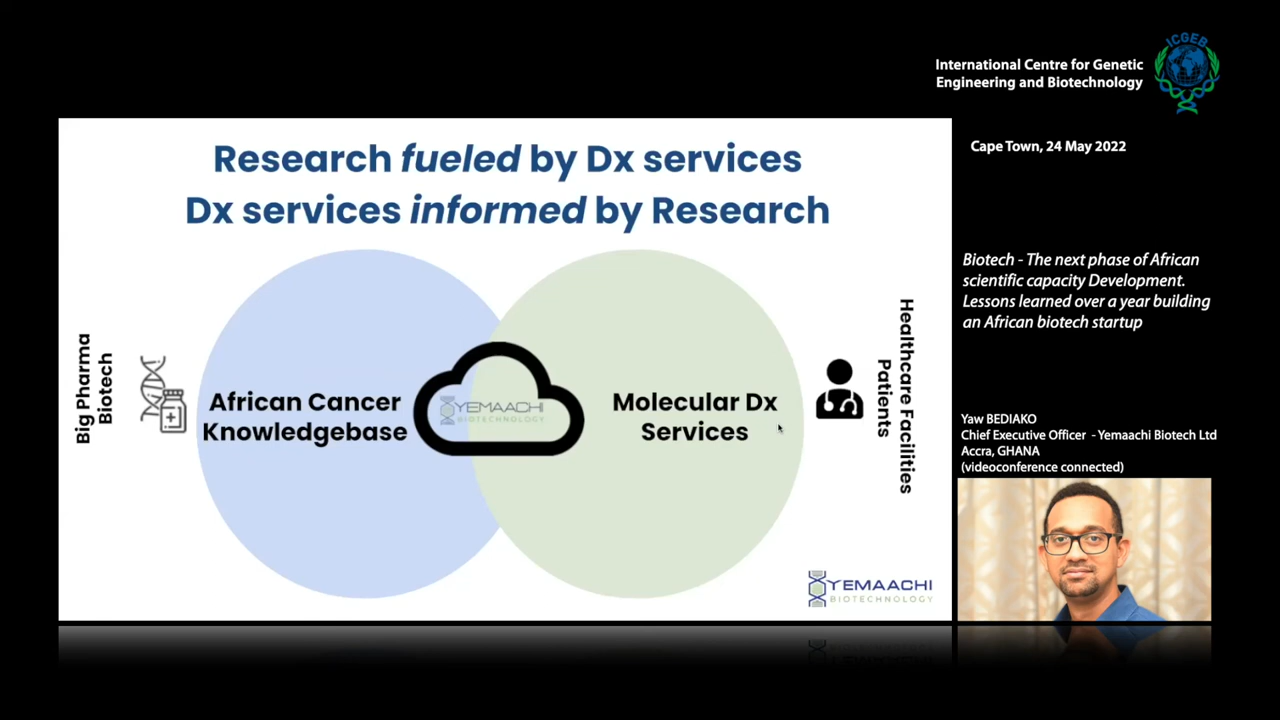 ICGEB
International Centre for Genetic
Engineering and Biotechnology
Cape Town, 24 May 2022
Research fueled by Dx services
Dx services informed by Research
Big Pharma
Biotech
African Cancer
Knowledgebase
YEMAACHI
BIOTECHNOLOGY
Molecular Dx
Services
Healthcare Facilities
Patients
YEMAACHI
BIOTECHNOLOGY
Biotech - The next phase of African
scientific capacity Development.
Lessons learned over a year building
an African biotech startup
Yaw BEDIAKO
Chief Executive Officer - Yemaachi Biotech Ltd
Accra, GHANA
(videoconference connected)